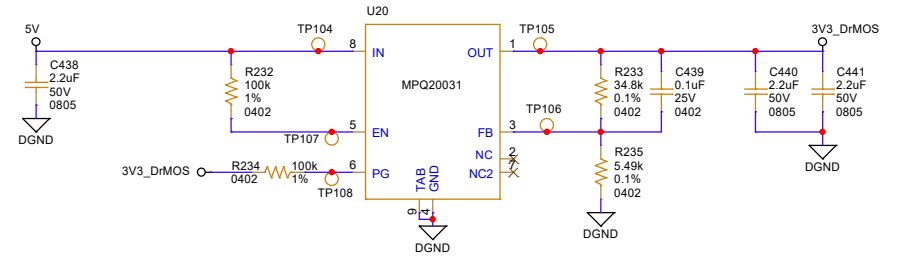 U20
5V
TP104
TP105
3V3_DrMOS
8
IN
OUT
1
C438
2.2uF
50V
0805
R232
100k
1%
0402
MPQ20031
R233
34.8k
0.1%
0402
C439
0.1uF
25V
0402
C440
2.2uF
50V
0805
C441
2.2uF
50V
0805
TP106
DGND
TP107
5
EN
FB
3
NC
2
NC2
7
3V3_DrMOS
R234
0402
100k
1%
6
PG
TP108
R235
5.49k
0.1%
0402
DGND
TAB
GND
9
4
DGND
DGND